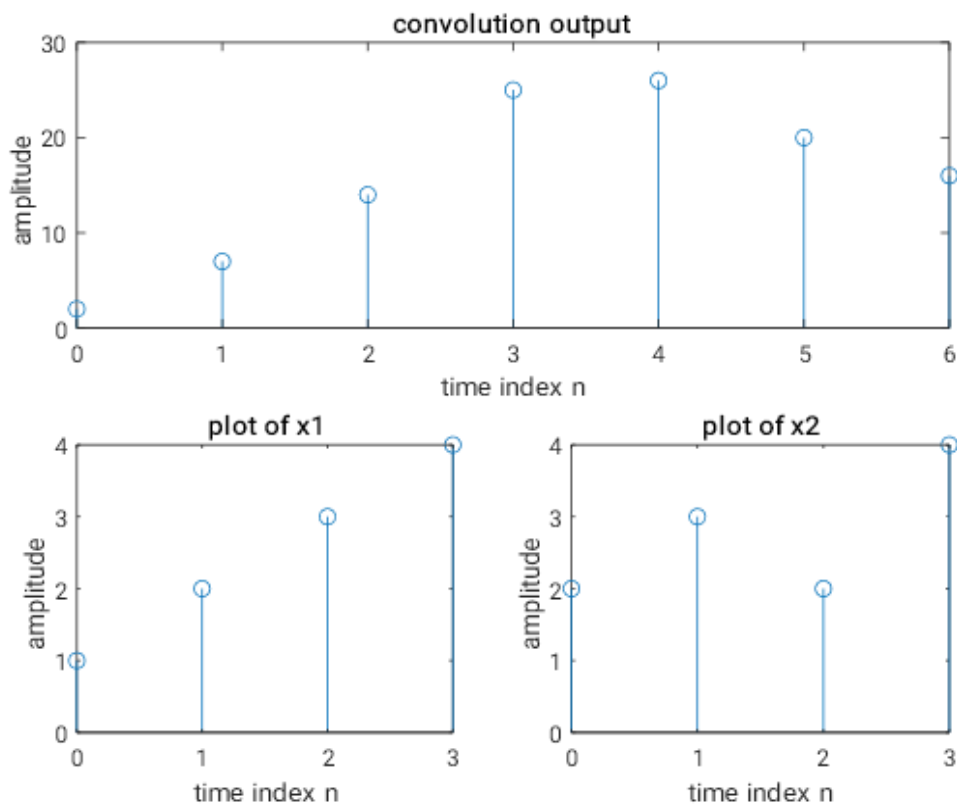 convolution output
30
20
10
0
amplitude
0 1 2 3 4 5 6
time index n
plot of x1
4
3
2
1
0
amplitude
0 1 2 3
time index n
plot of x2
4
3
2
1
0
amplitude
0 1 2 3
time index n